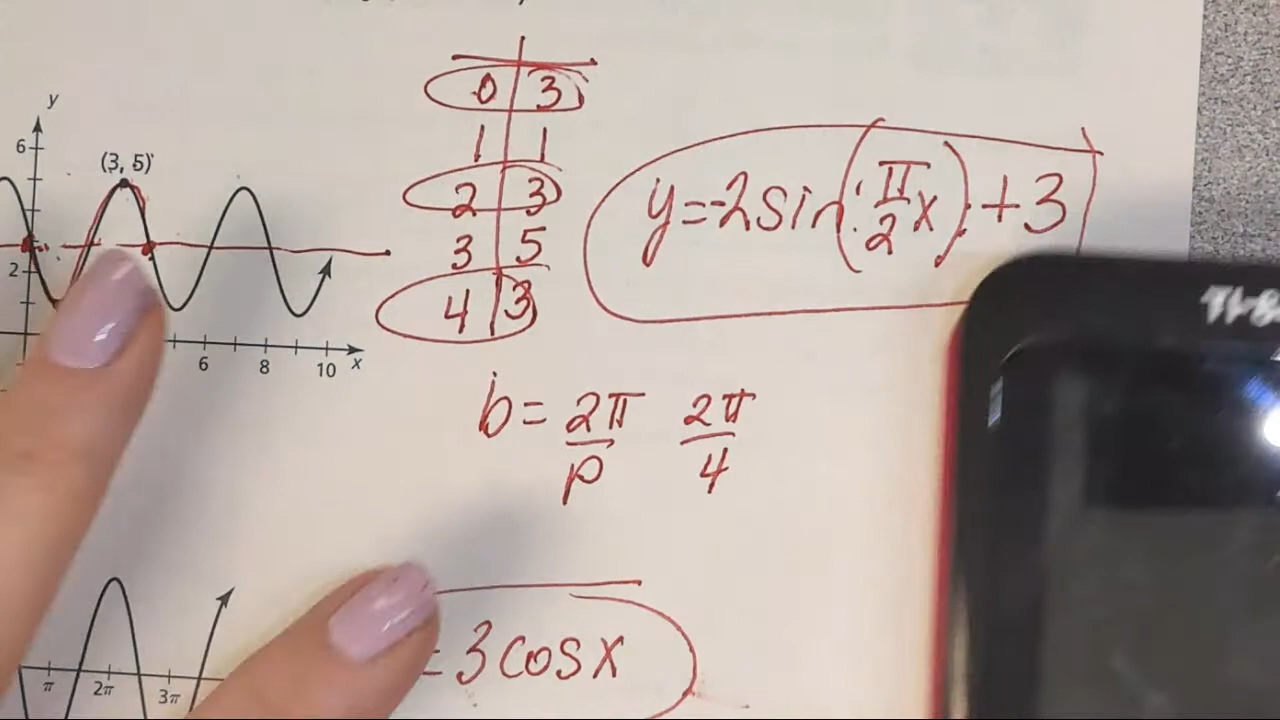 y
6
(3, 5)
2
6 8 10 x
0 3
1 1
2 3
3 5
4 3
y=-2sin(π/2 x)+3
b=2π/p 2π/4
π 2π 3π
=3cosx